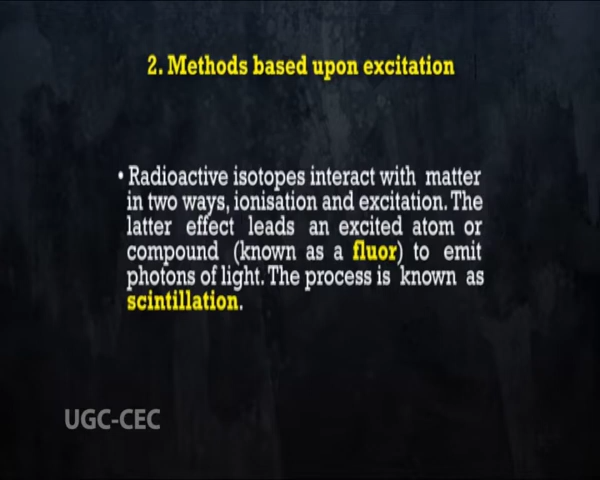 2. Methods based upon excitation
• Radioactive isotopes interact with matter
in two ways, ionisation and excitation. The
latter effect leads an excited atom or
compound (known as a fluor) to emit
photons of light. The process is known as
scintillation.
UGC-CEC